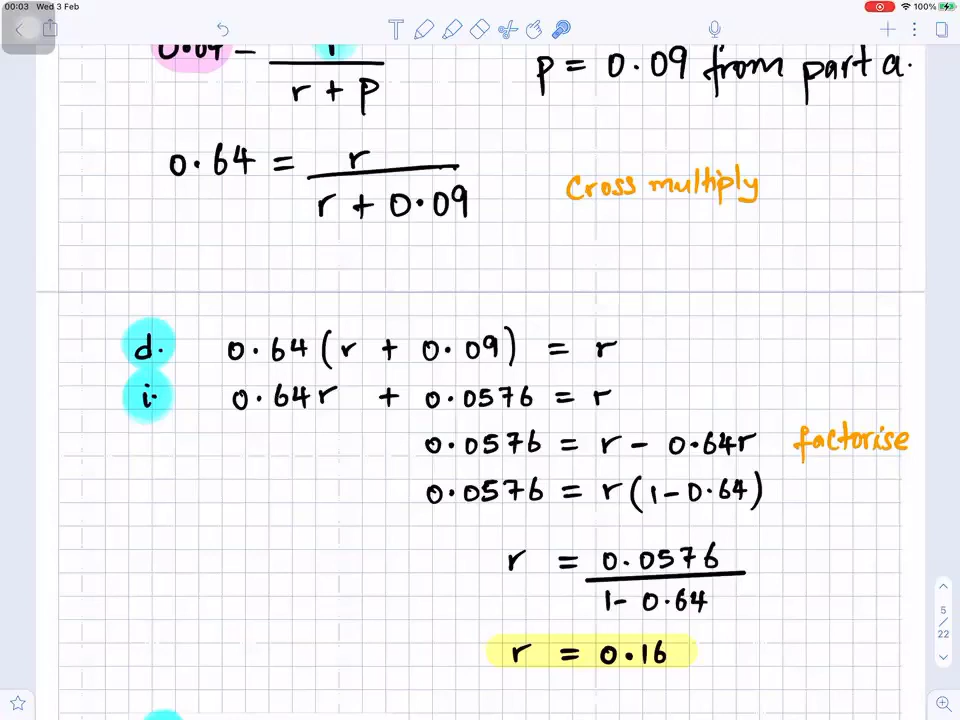 00:03 Wed 3 Feb
100%
r + p
p = 0.09 from part a.
0.64 = r
r + 0.09
Cross multiply
d. 0.64(r + 0.09) = r
i. 0.64r + 0.0576 = r
0.0576 = r - 0.64r factorise
0.0576 = r(1-0.64)
r = 0.0576
1- 0.64
r = 0.16
5
/
22